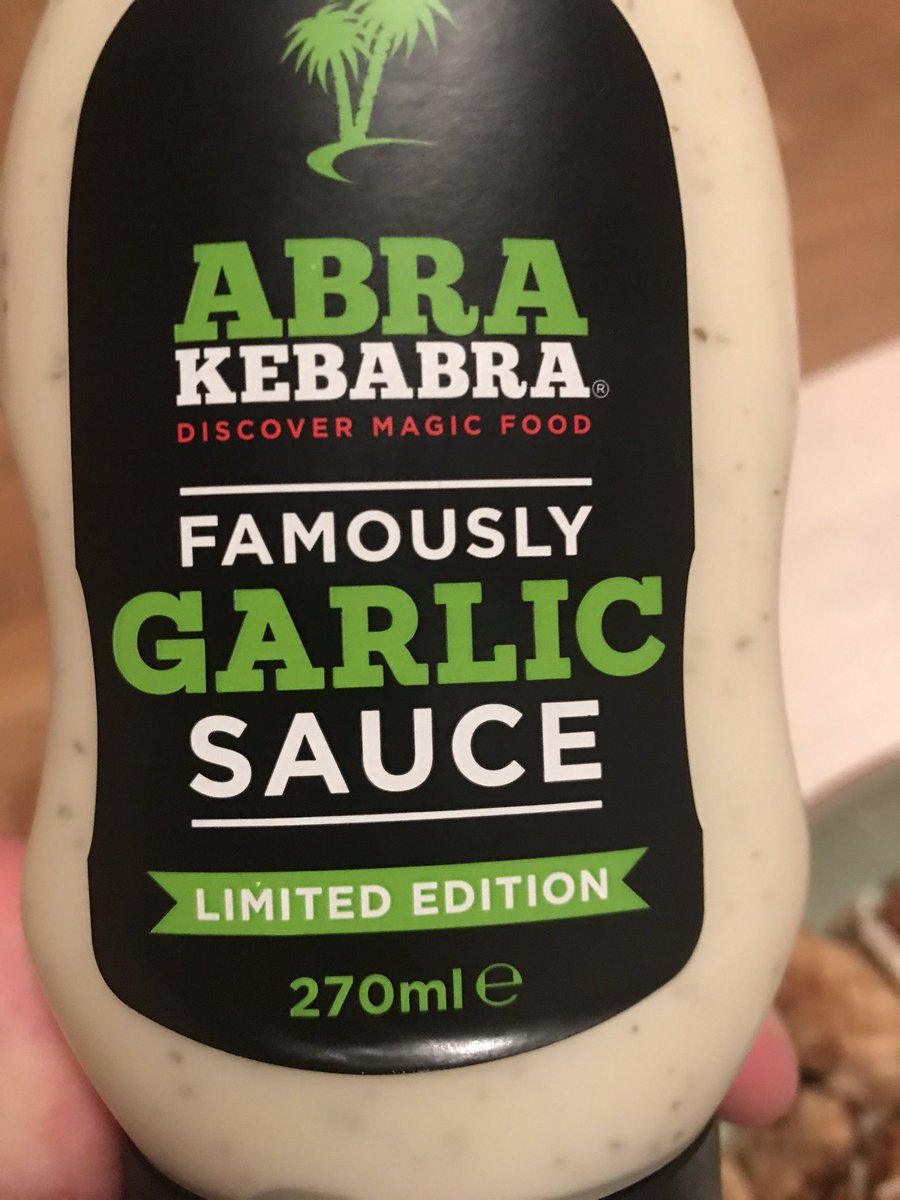 ABRA
KEBABRA®
DISCOVER MAGIC FOOD
FAMOUSLY
GARLIC
SAUCE
LIMITED EDITION
270ml ℮